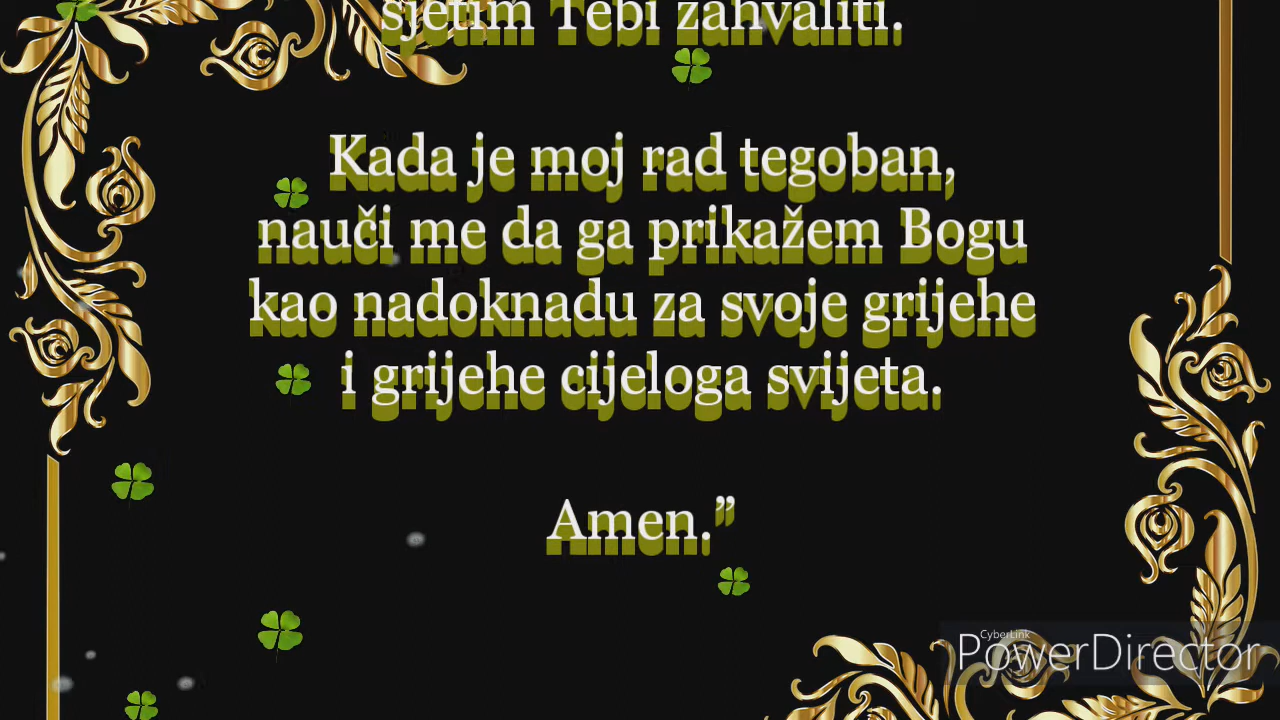 sjetim Tebi zahvaliti.
Kada je moj rad tegoban,
nauči me da ga prikažem Bogu
kao nadoknadu za svoje grijehe
i grijehe cijeloga svijeta.
Amen.”
CyberLink
PowerDirector